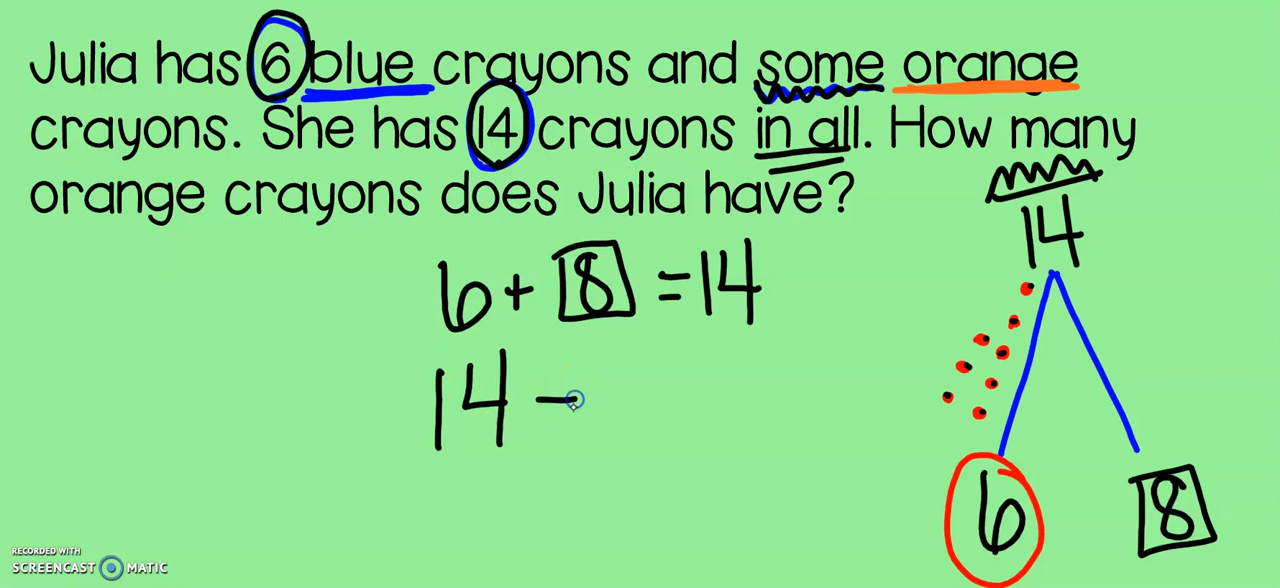 Julia has 6 blue crayons and some orange
crayons. She has 14 crayons in all. How many
orange crayons does Julia have?
14
6 + 8 = 14
14 -
6 8
RECORDED WITH
SCREENCAST MATIC